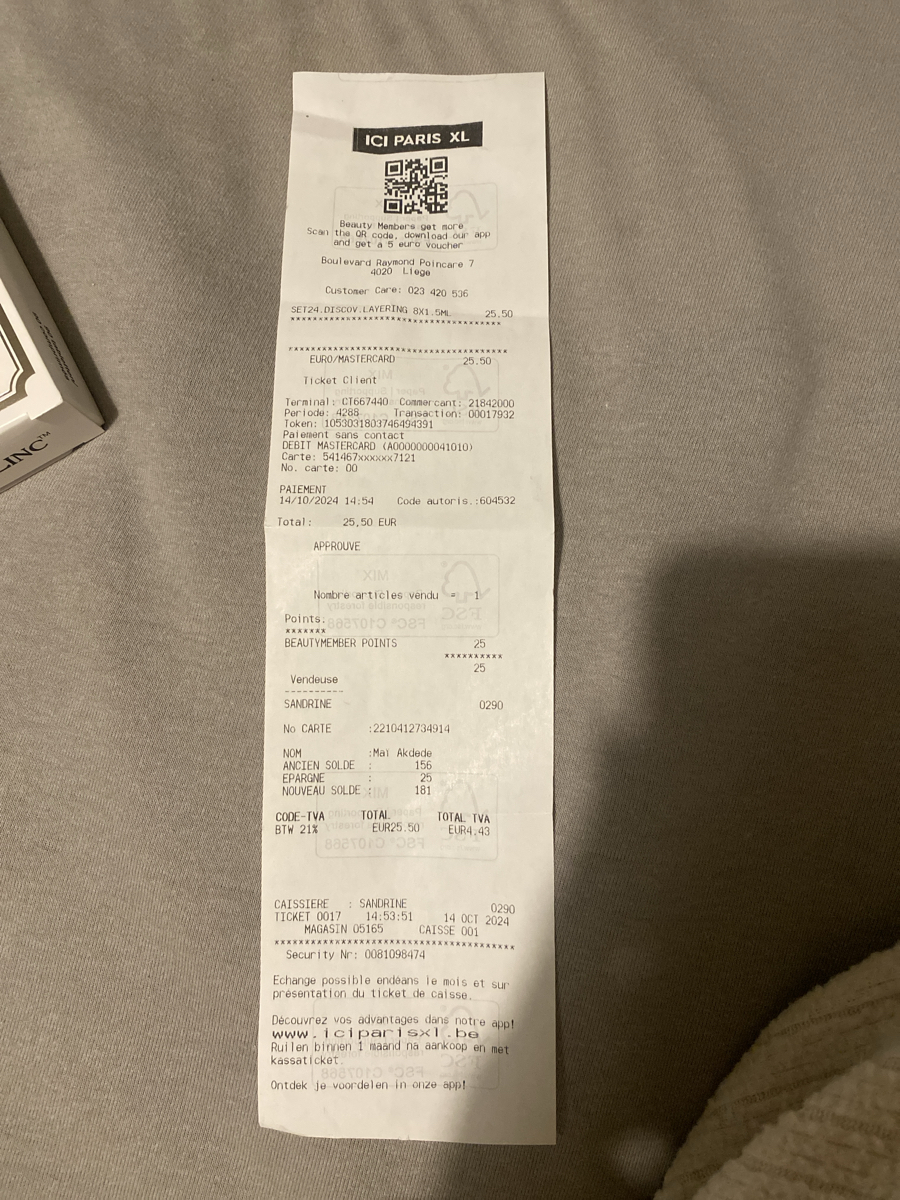 ICI PARIS XL
Beauty Members get more
Scan the QR code, download our app
and get a 5 euro voucher
Boulevard Raymond Poincare 7
4020 Liege
Customer Care: 023 420 536
SET24.DISCOV.LAYERING 8X1.5ML 25.50
***********************************
************************************
EURO/MASTERCARD 25.50
Ticket Client
Terminal: CT667440 Commercant: 21842000
Periode: 4288 Transaction: 00017932
Token: 1053031803746494391
Paiement sans contact
DEBIT MASTERCARD (A0000000041010)
Carte: 541467xxxxxx7121
No. carte: 00
PAIEMENT
14/10/2024 14:54 Code autoris.:604532
Total: 25,50 EUR
APPROUVE
Nombre articles vendu = 1
Points.
*******
BEAUTYMEMBER POINTS 25
**********
25
Vendeuse
----------
SANDRINE 0290
No CARTE :2210412734914
NOM :Maï Akdede
ANCIEN SOLDE : 156
EPARGNE : 25
NOUVEAU SOLDE : 181
CODE-TVA TOTAL TOTAL TVA
BTW 21% EUR25.50 EUR4.43
CAISSIERE : SANDRINE 0290
TICKET 0017 14:53:51 14 OCT 2024
MAGASIN 05165 CAISSE 001
****************************************
Security Nr: 0081098474
Echange possible endéans le mois et sur
présentation du ticket de caisse.
Découvrez vos advantages dans notre app!
www.iciparisxl.be
Ruilen binnen 1 maand na aankoop en met
kassaticket.
Ontdek je voordelen in onze app!
LINC™